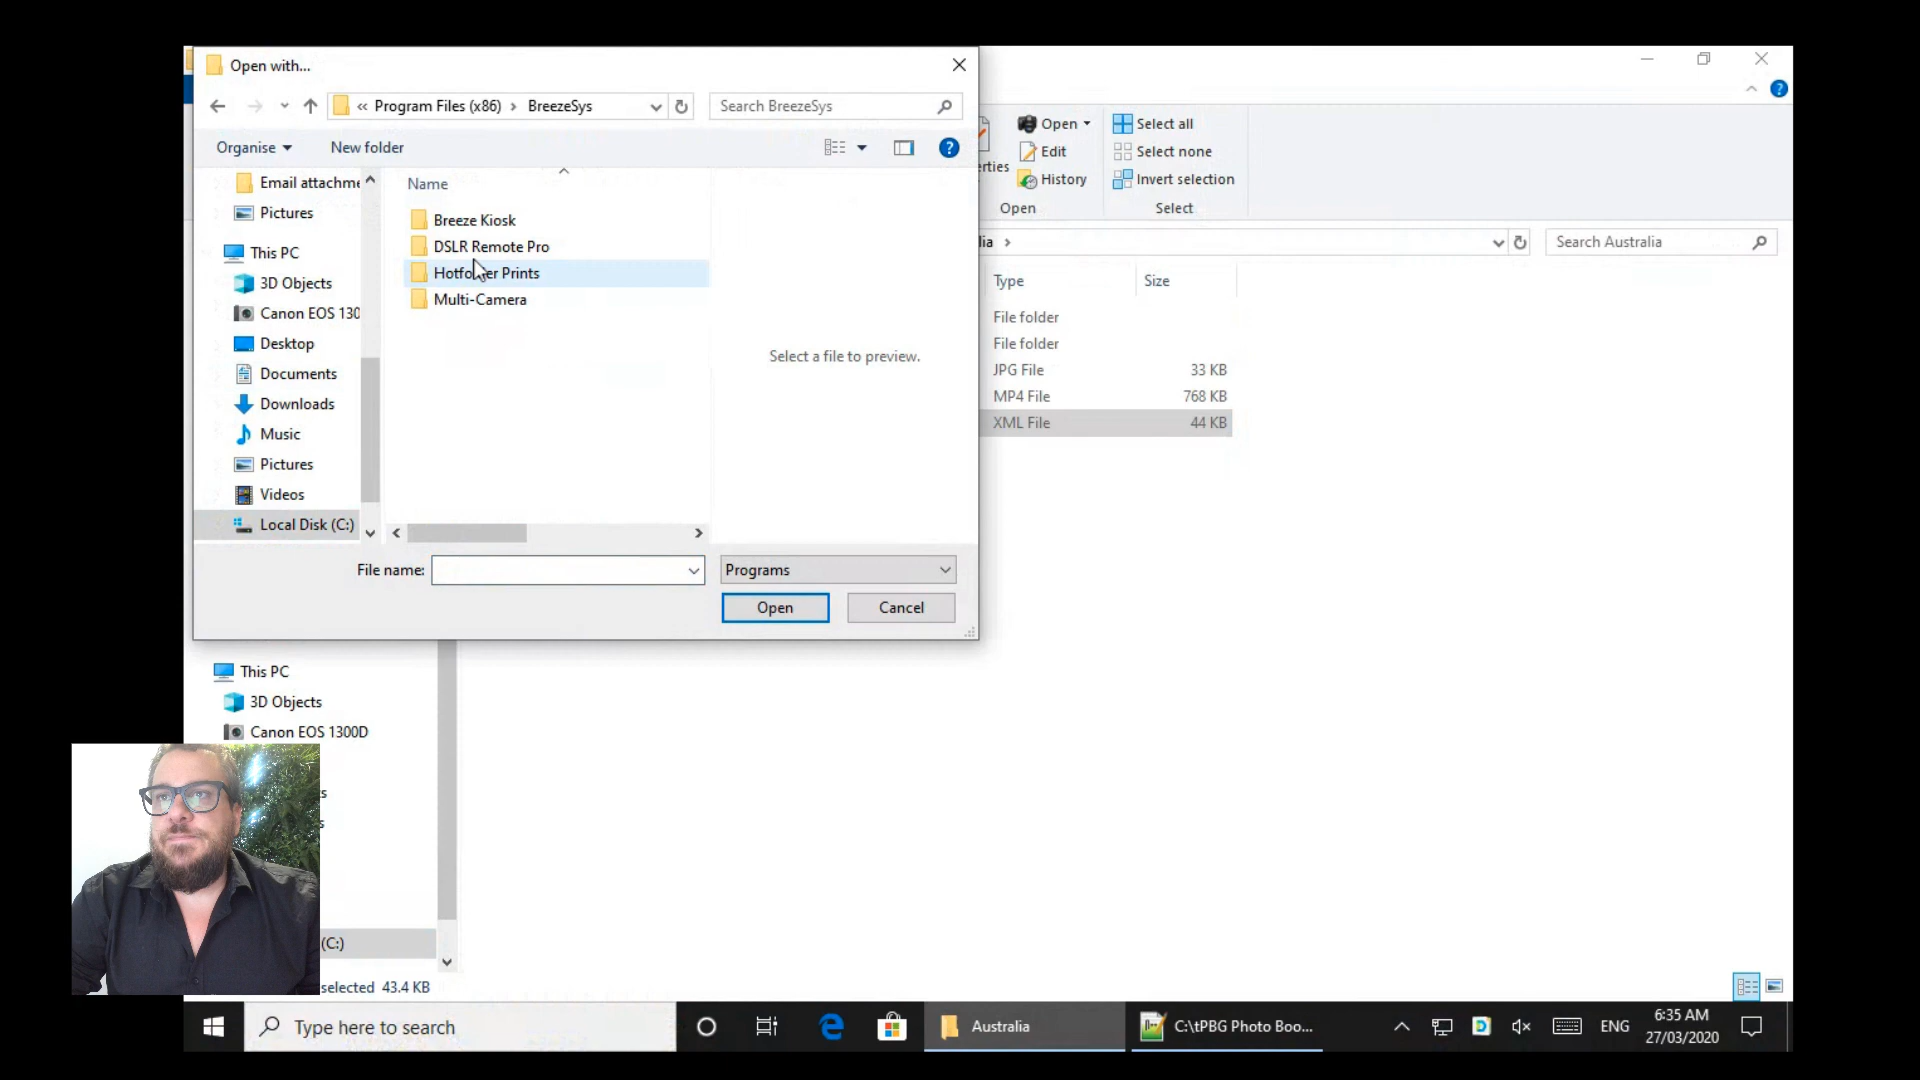 Open with...
« Program Files (x86) › BreezeSys
Search BreezeSys
Organise
New folder
Email attachme
Pictures
This PC
3D Objects
Canon EOS 130
Desktop
Documents
Downloads
Music
Pictures
Videos
Local Disk (C:)
Name
Breeze Kiosk
DSLR Remote Pro
Multi-Camera
Select a file to preview.
File name:
Programs
Open
Cancel
erties
Open
Edit
History
Open
Select all
Select none
Invert selection
Select
lia ›
Search Australia
Type
Size
File folder
File folder
JPG File 33 KB
MP4 File 768 KB
XML File 44 KB
This PC
3D Objects
Canon EOS 1300D
(C:)
selected 43.4 KB
Type here to search
Australia
C:\tPBG Photo Boo...
ENG
6:35 AM
27/03/2020